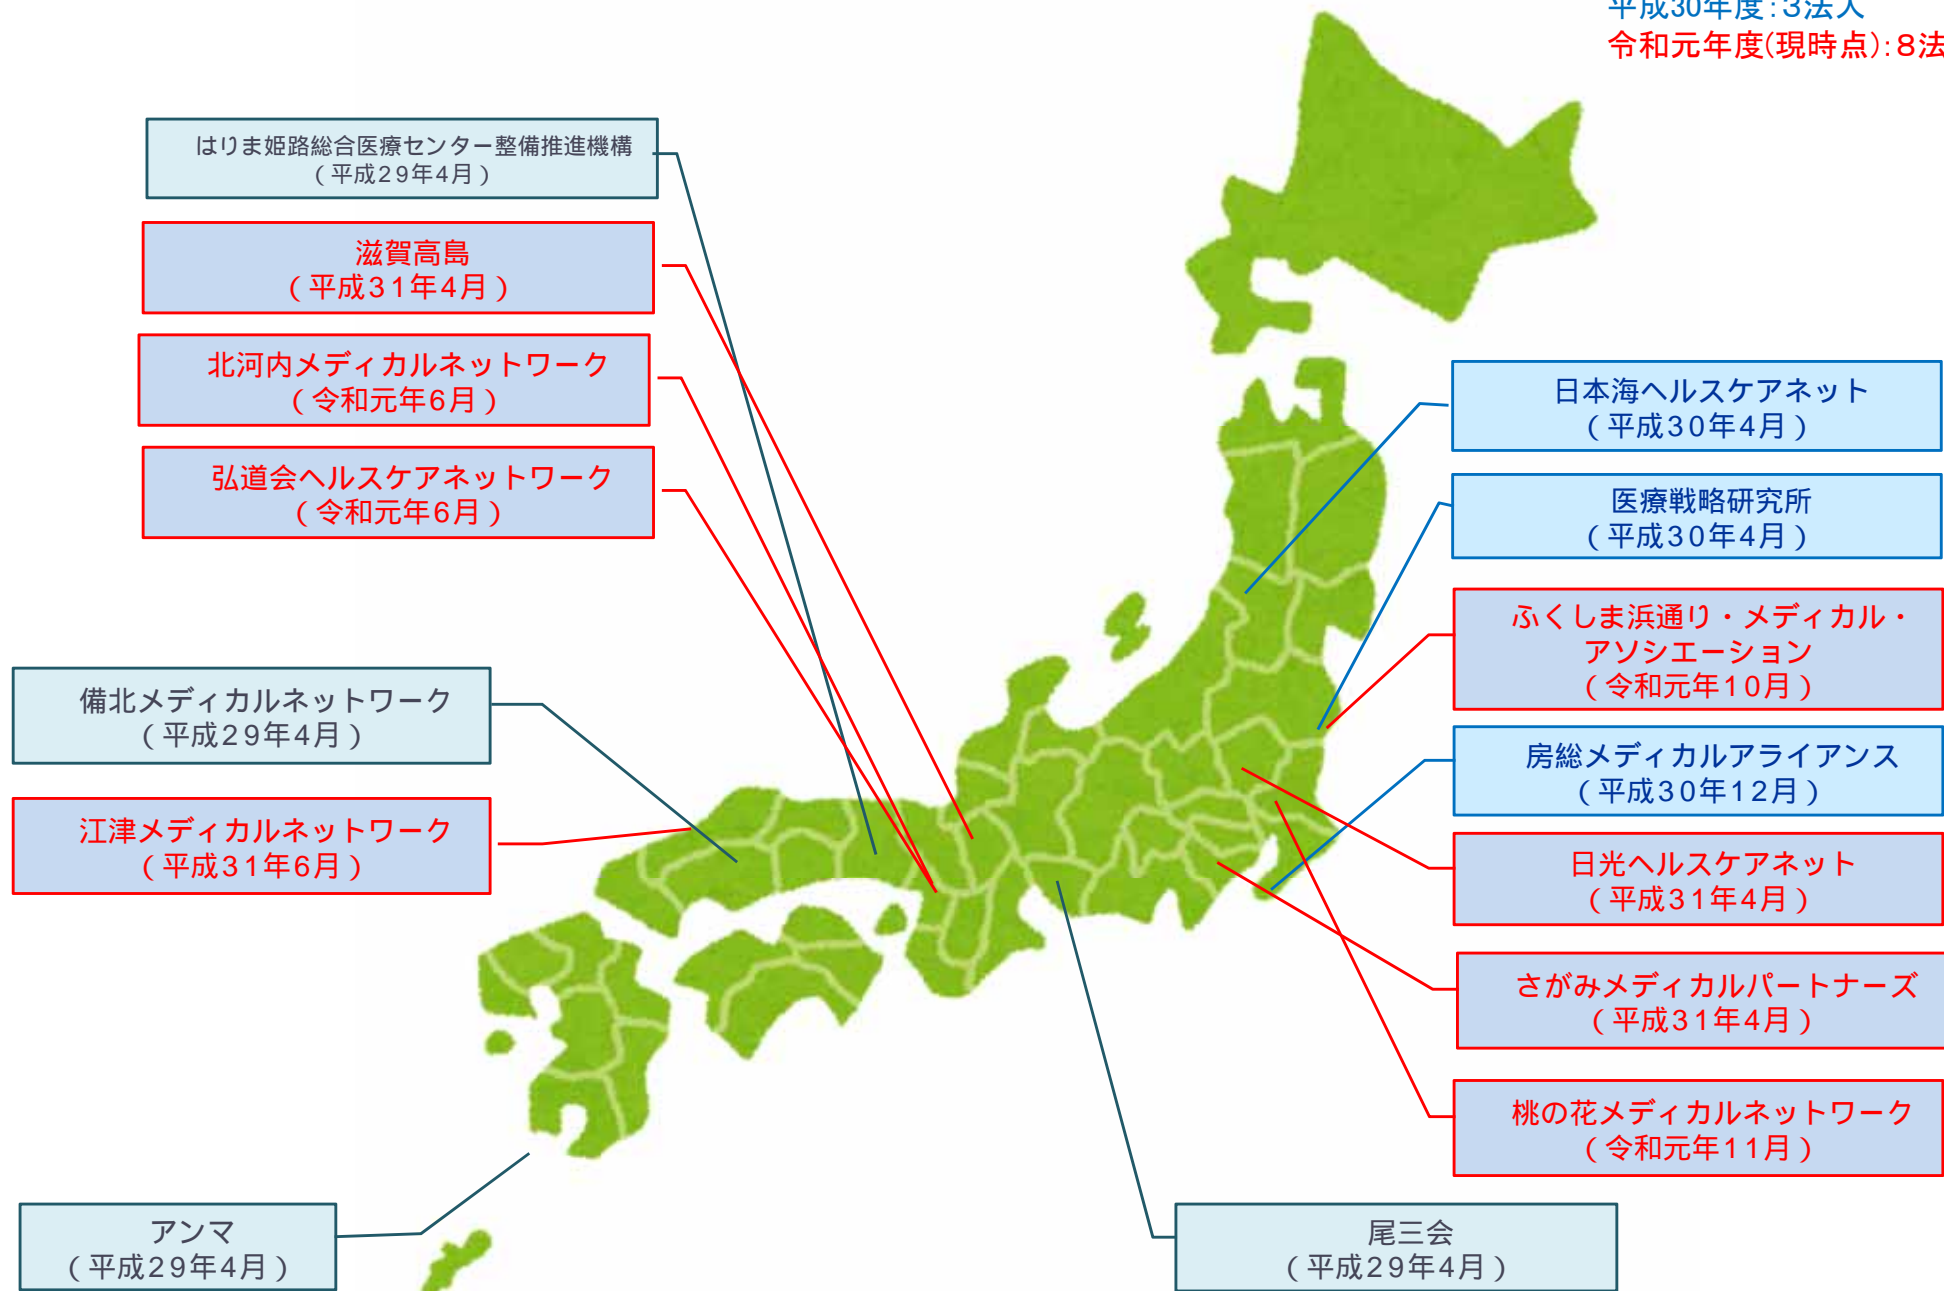 平成30年度:3法人
令和元年度(現時点):8法
はりま姫路総合医療センター整備推進機構
(平成29年4月)
滋賀高島
(平成31年4月)
北河内メディカルネットワーク
(令和元年6月)
弘道会ヘルスケアネットワーク
(令和元年6月)
備北メディカルネットワーク
(平成29年4月)
江津メディカルネットワーク
(平成31年6月)
アンマ
(平成29年4月)
日本海ヘルスケアネット
(平成30年4月)
医療戦略研究所
(平成30年4月)
ふくしま浜通り・メディカル・
アソシエーション
(令和元年10月)
房総メディカルアライアンス
(平成30年12月)
日光ヘルスケアネット
(平成31年4月)
さがみメディカルパートナーズ
(平成31年4月)
桃の花メディカルネットワーク
(令和元年11月)
尾三会
(平成29年4月)